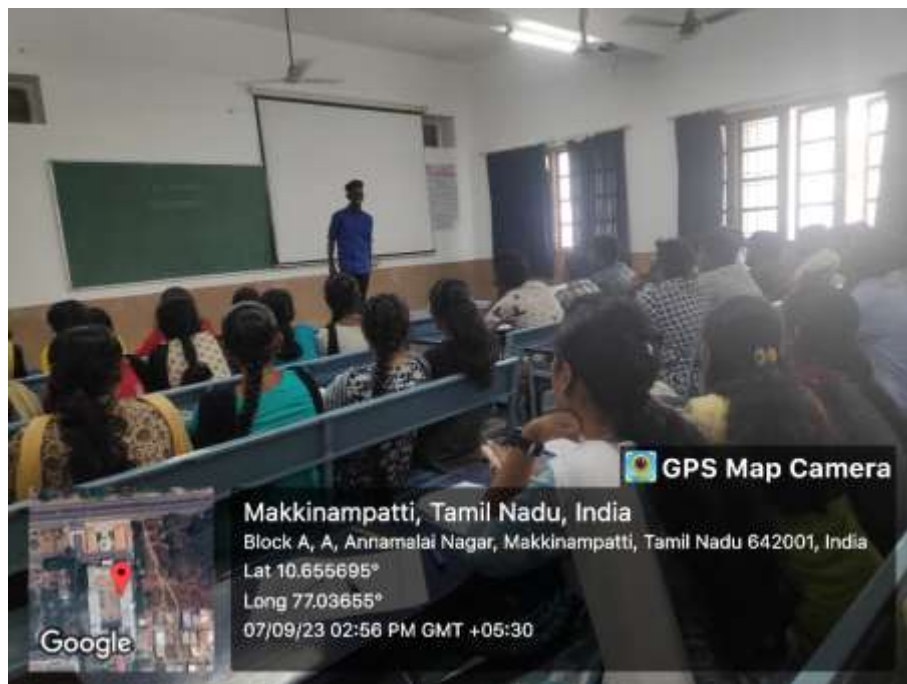 GPS Map Camera
Makkinampatti, Tamil Nadu, India
Block A, A, Annamalai Nagar, Makkinampatti, Tamil Nadu 642001, India
Lat 10.655695°
Long 77.03655°
07/09/23 02:56 PM GMT +05:30
Google